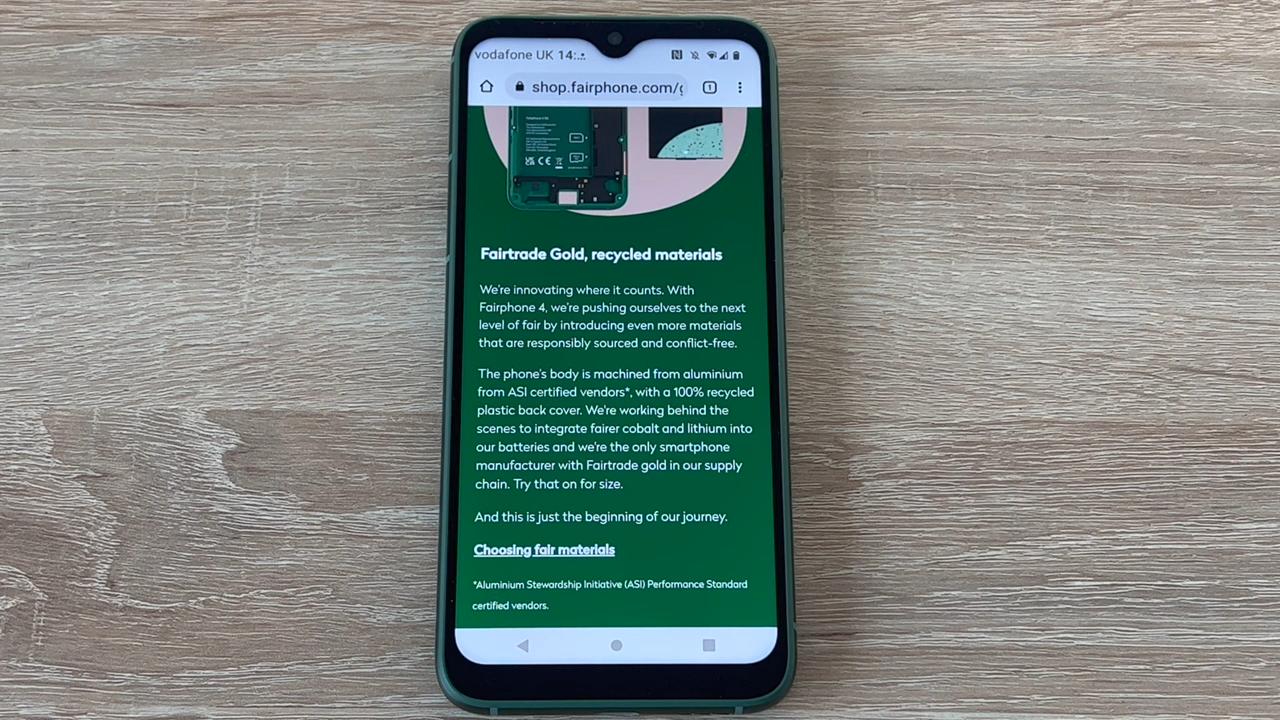 vodafone UK 14:..
shop.fairphone.com/g
1
Fairtrade Gold, recycled materials
We're innovating where it counts. With
Fairphone 4, we're pushing ourselves to the next
level of fair by introducing even more materials
that are responsibly sourced and conflict-free.
The phone's body is machined from aluminium
from ASI certified vendors*, with a 100% recycled
plastic back cover. We're working behind the
scenes to integrate fairer cobalt and lithium into
our batteries and we're the only smartphone
manufacturer with Fairtrade gold in our supply
chain. Try that on for size.
And this is just the beginning of our journey.
Choosing fair materials
*Aluminium Stewardship Initiative (ASI) Performance Standard
certified vendors.